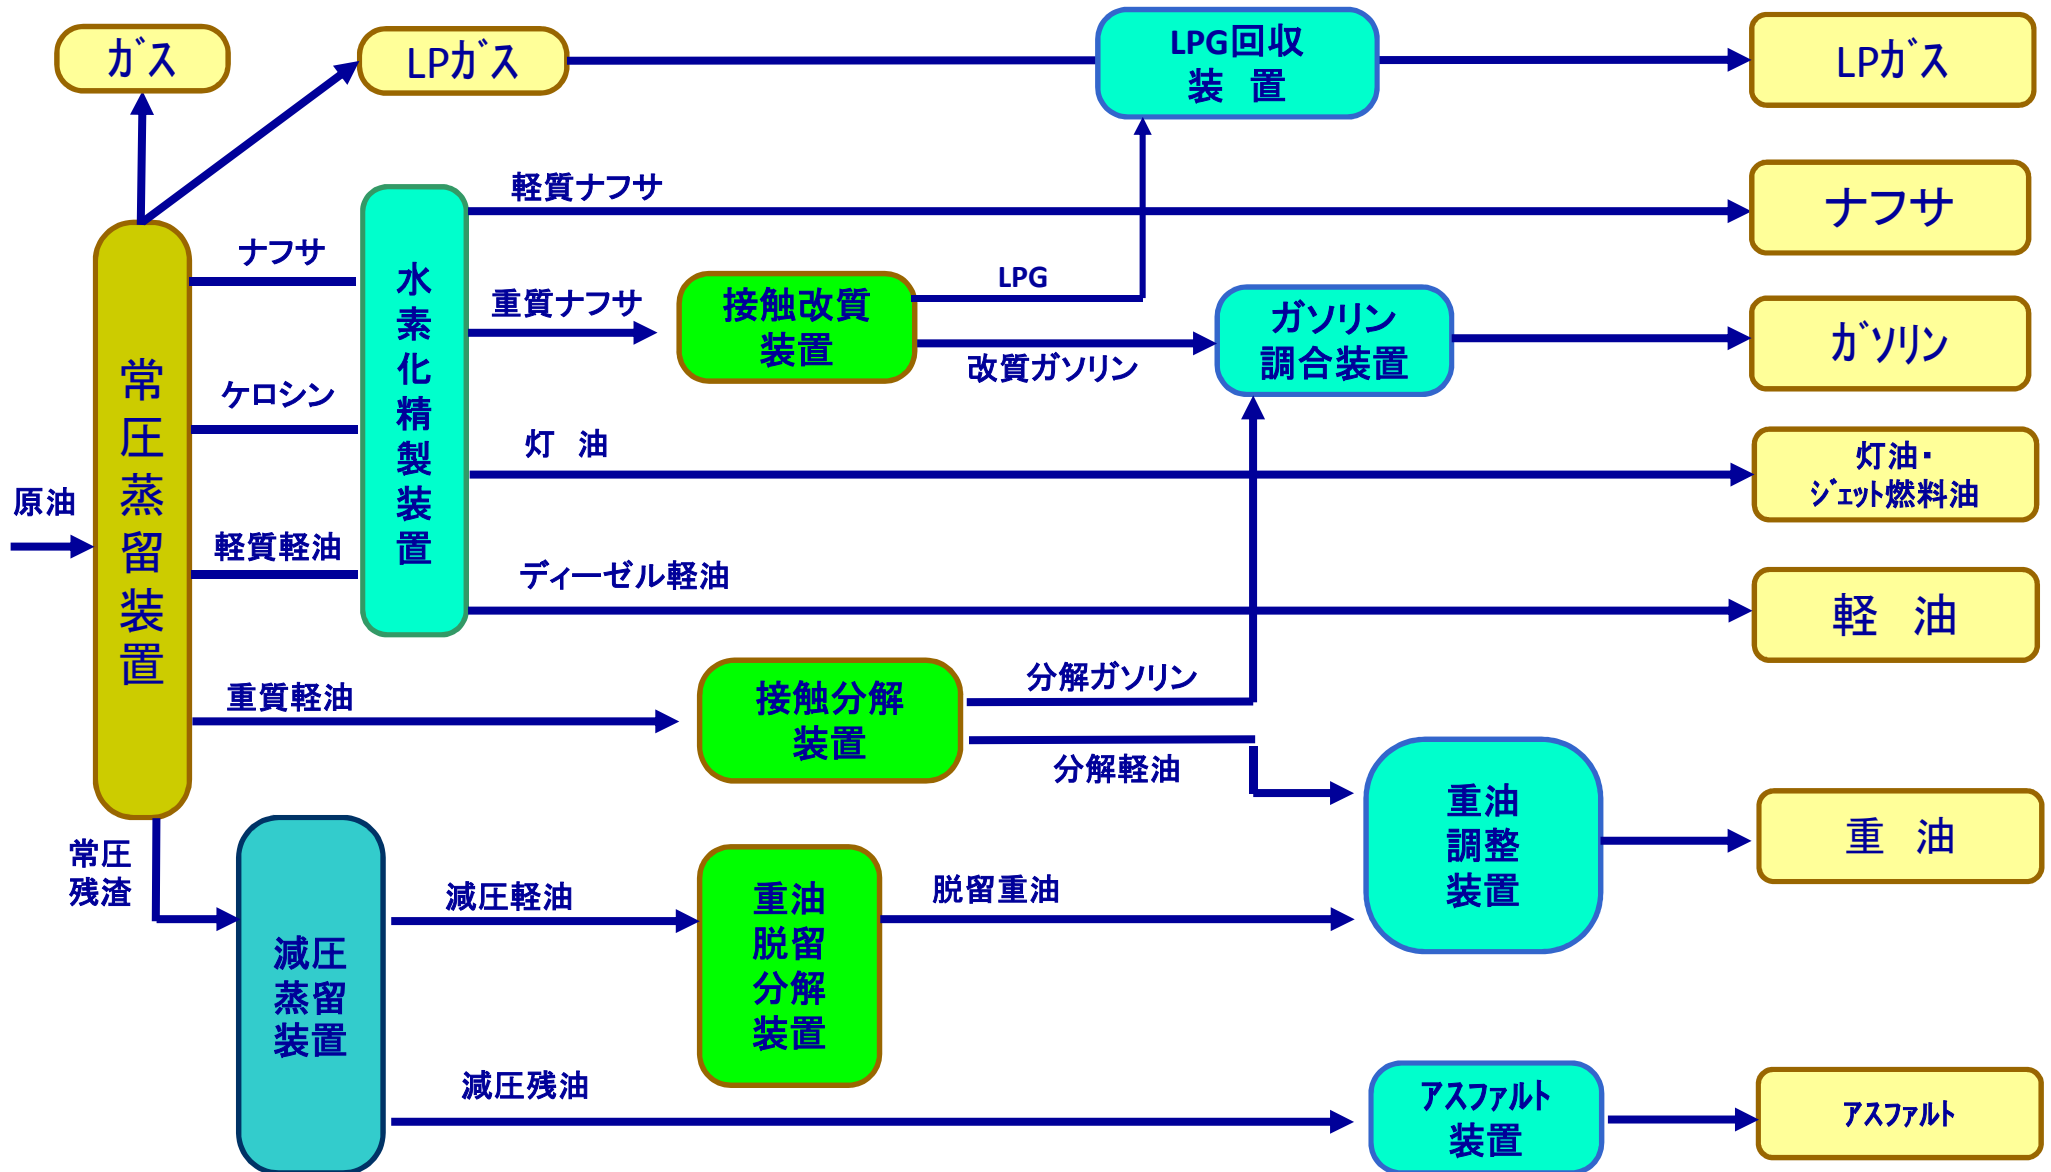 ｶﾞｽ
LPｶﾞｽ
LPG回収
装　置
LPｶﾞｽ
軽質ナフサ
ナフサ
ナフサ
水
素
化
精
製
装
置
重質ナフサ
接触改質
装置
LPG
改質ガソリン
ガソリン
調合装置
ｶﾞｿﾘﾝ
常
圧
蒸
留
装
置
ケロシン
灯　油
灯油・
ｼﾞｪｯﾄ燃料油
原油
軽質軽油
ディーゼル軽油
軽　油
重質軽油
接触分解
装置
分解ガソリン
分解軽油
重油
調整
装置
重　油
常圧
残渣
減圧
蒸留
装置
減圧軽油
重油
脱留
分解
装置
脱留重油
減圧残油
ｱｽﾌｧﾙﾄ
装置
ｱｽﾌｧﾙﾄ